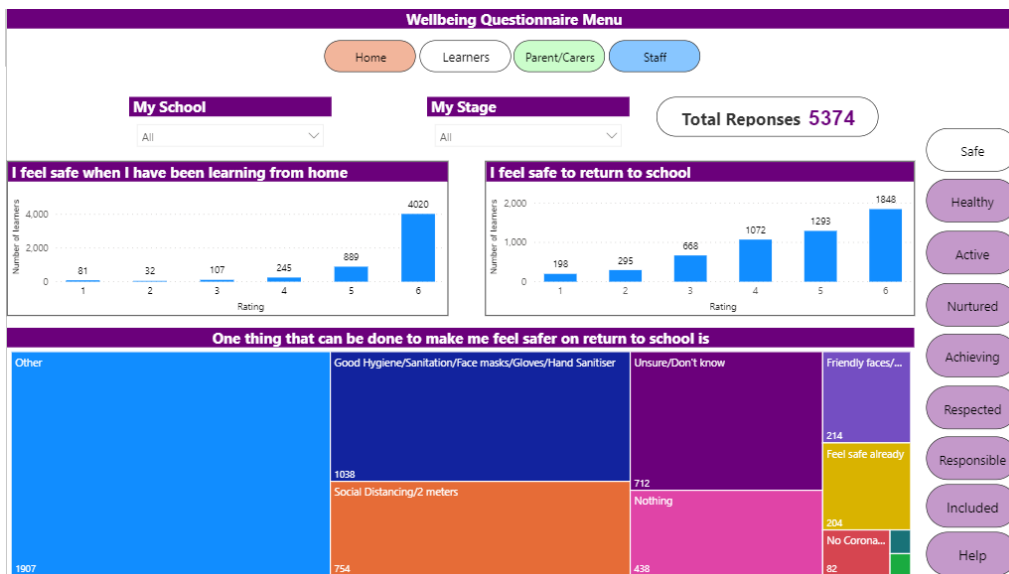 Wellbeing Questionnaire Menu
Home Learners Parent/Carers Staff
My School My Stage
Total Reponses 5374
All All
Safe
Healthy
Active
Nurtured
Achieving
Respected
Responsible
Included
Help
I feel safe when I have been learning from home
Number of learners
4,000
2,000
0
81 32 107 245 889 4020
1 2 3 4 5 6
Rating
I feel safe to return to school
Number of learners
2,000
1,000
0
198 295 668 1072 1293 1848
1 2 3 4 5 6
Rating
One thing that can be done to make me feel safer on return to school is
Other
1907
Good Hygiene/Sanitation/Face masks/Gloves/Hand Sanitiser
1038
Social Distancing/2 meters
754
Unsure/Don't know
712
Nothing
438
Friendly faces/...
214
Feel safe already
204
No Corona...
82